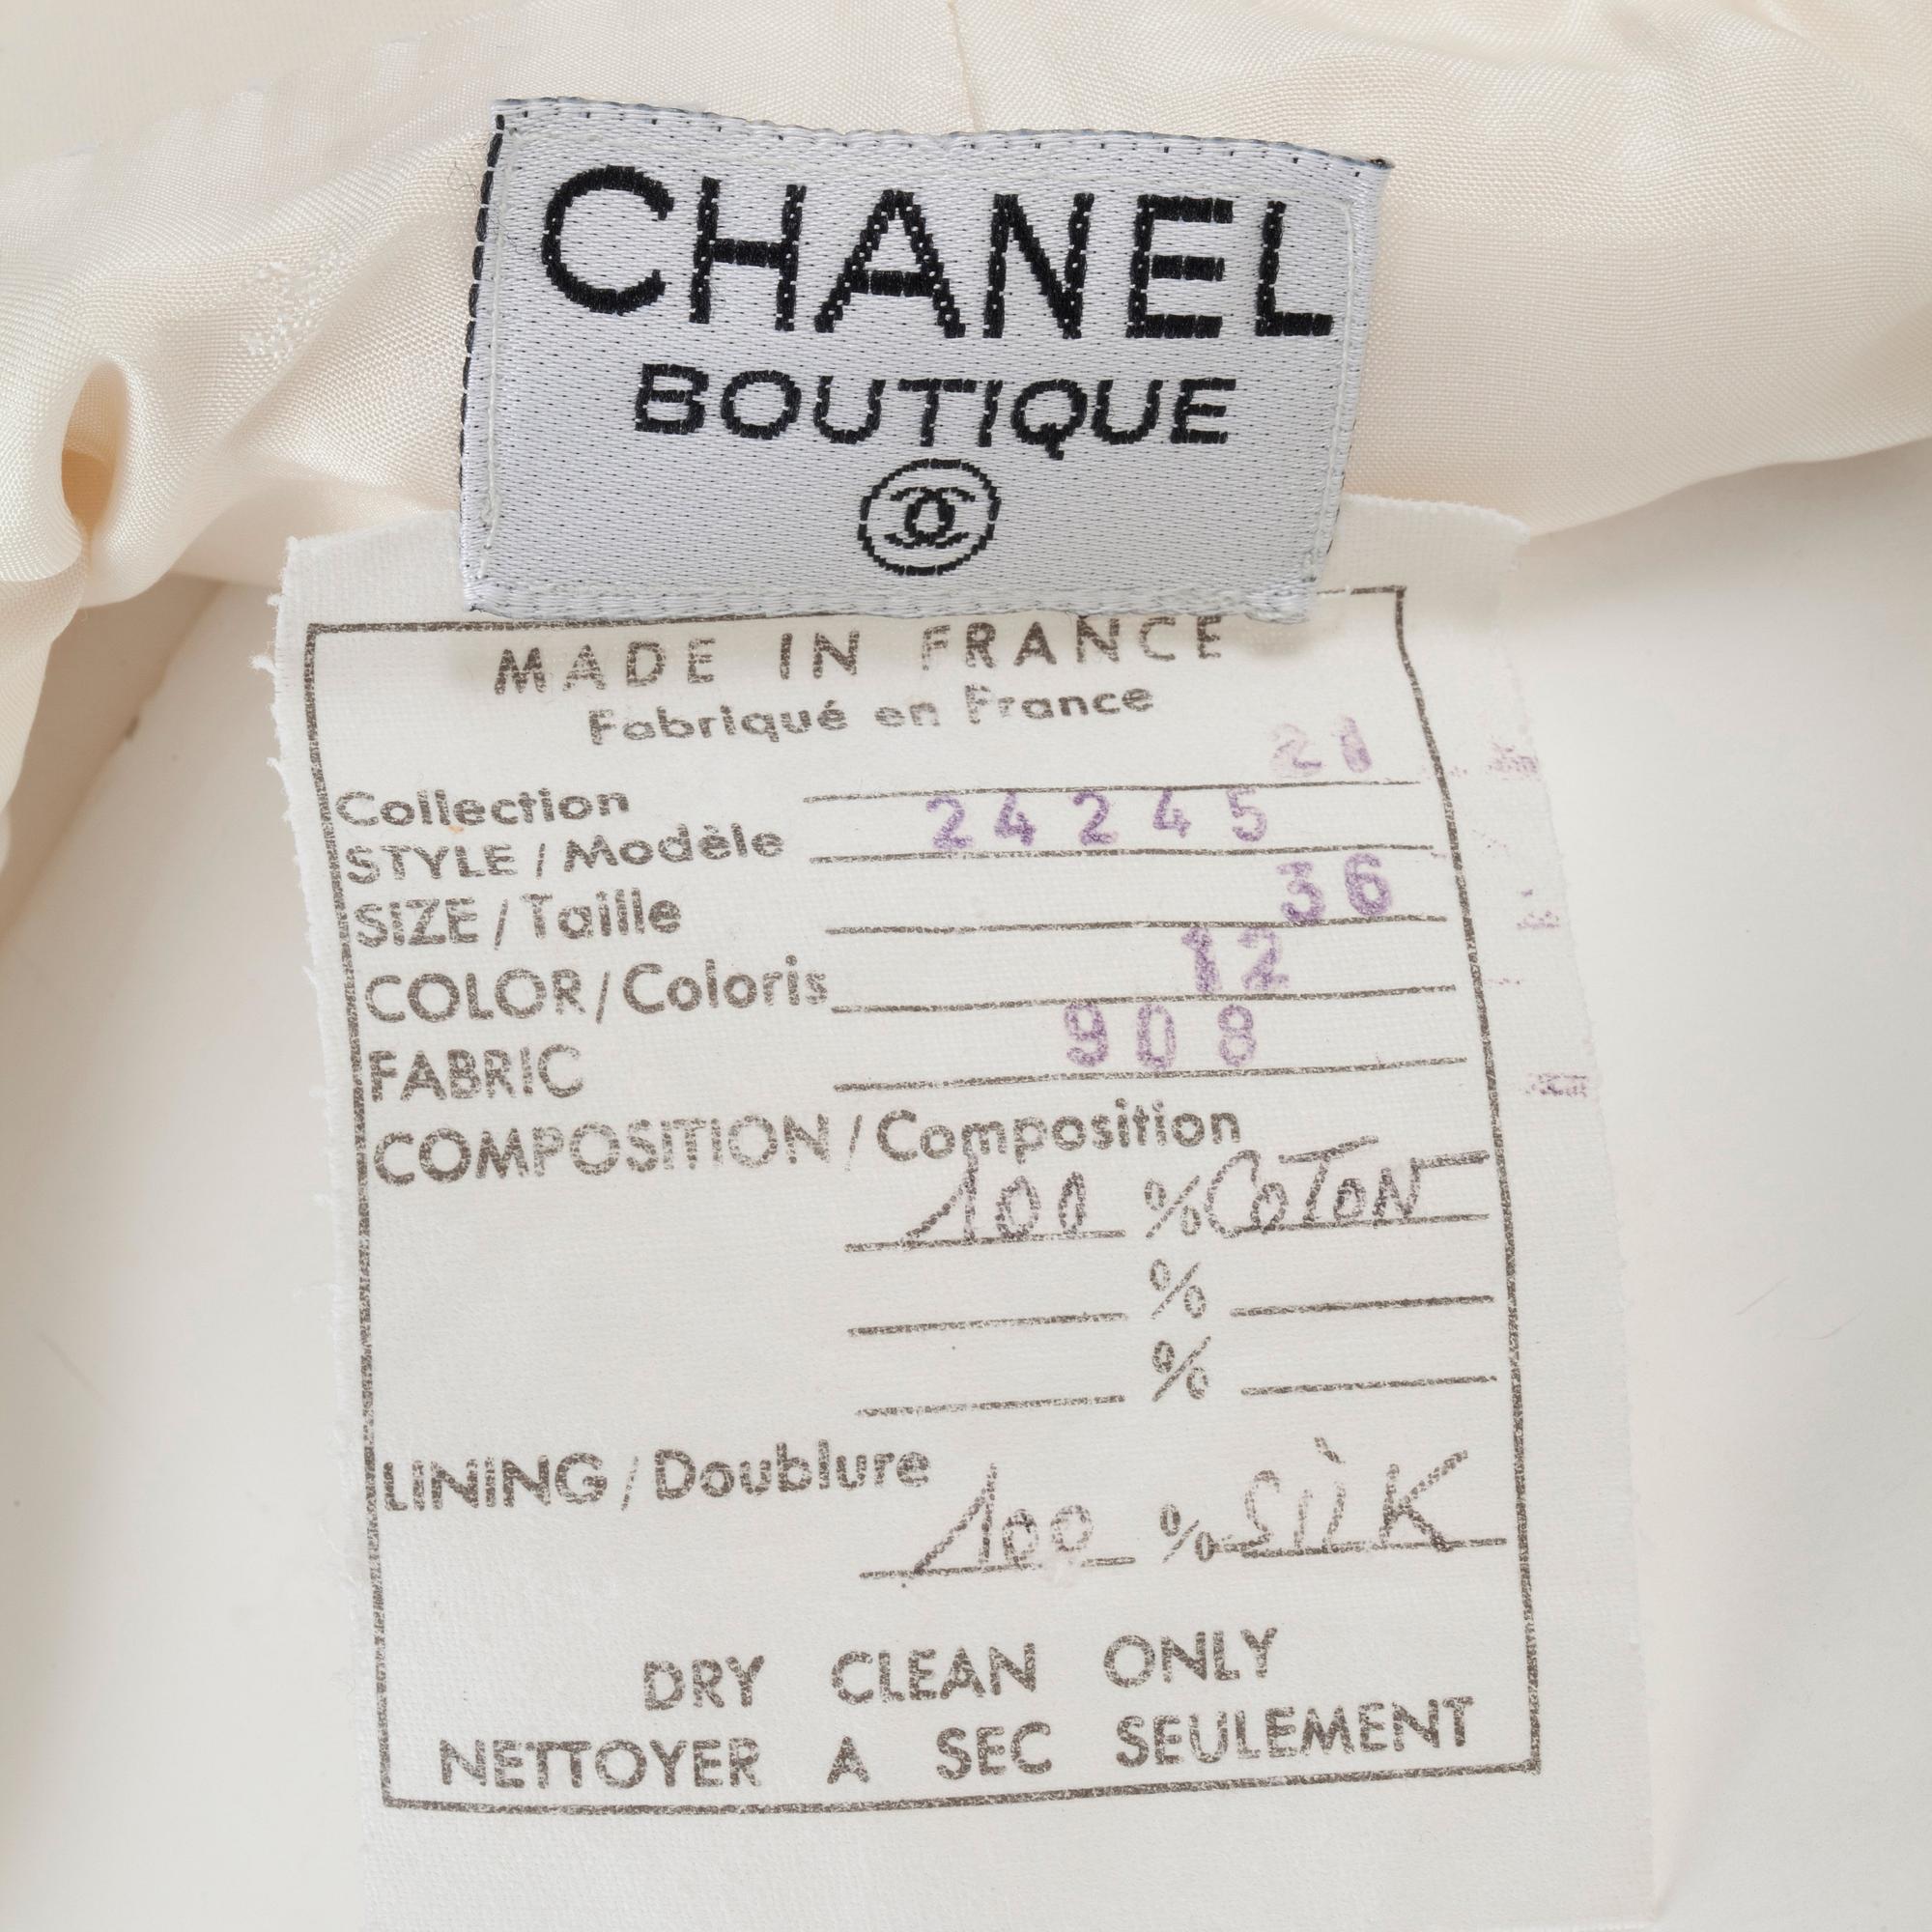 CHANEL
BOUTIQUE
MADE IN FRANCE
Fabriqué en France
Collection 21
STYLE / Modèle 24245
SIZE / Taille 36
COLOR / Coloris 12
FABRIC 908
COMPOSITION / Composition
100 % COTON
%
%
LINING / Doublure
100 % SILK
DRY CLEAN ONLY
NETTOYER A SEC SEULEMENT